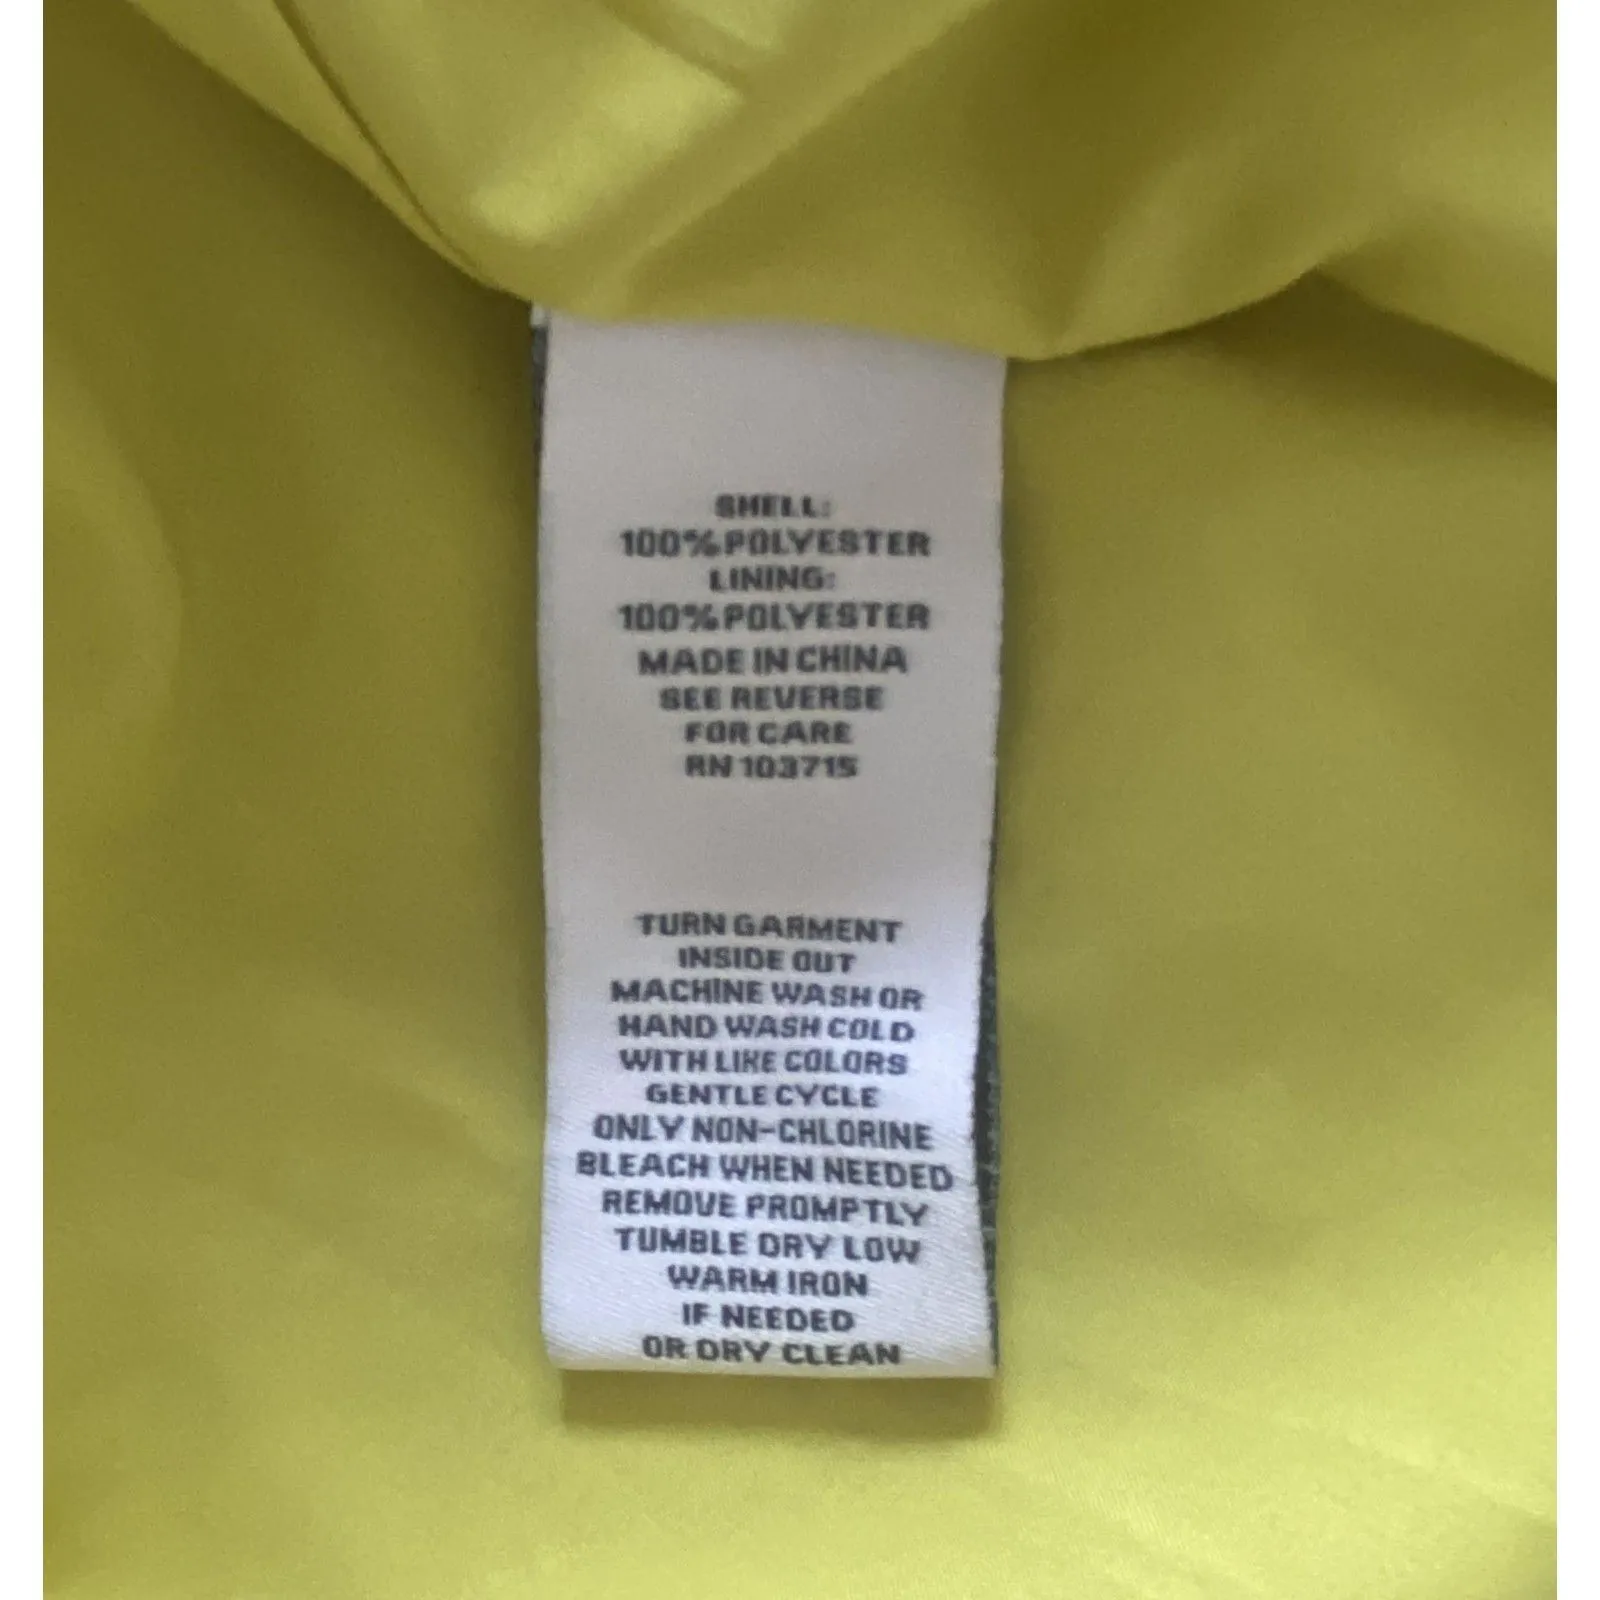 SHELL:
100% POLYESTER
LINING:
100% POLYESTER
MADE IN CHINA
SEE REVERSE
FOR CARE
RN 103715
TURN GARMENT
INSIDE OUT
MACHINE WASH OR
HAND WASH COLD
WITH LIKE COLORS
GENTLE CYCLE
ONLY NON-CHLORINE
BLEACH WHEN NEEDED
REMOVE PROMPTLY
TUMBLE DRY LOW
WARM IRON
IF NEEDED
OR DRY CLEAN